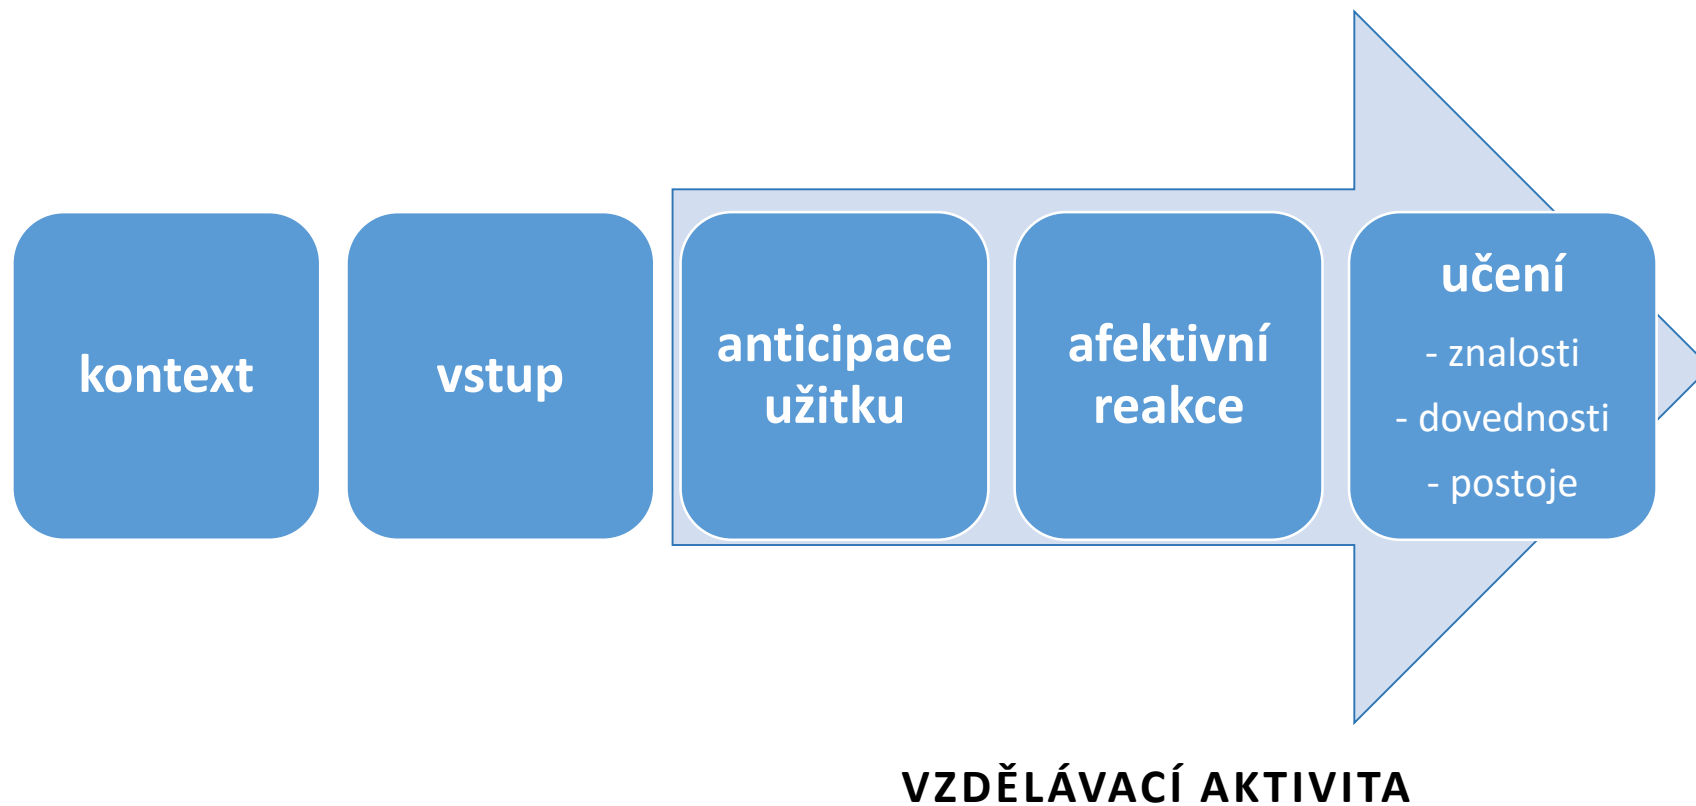 kontext
vstup
anticipace
užitku
afektivní
reakce
učení
- znalosti
- dovednosti
- postoje
VZDĚLÁVACÍ AKTIVITA